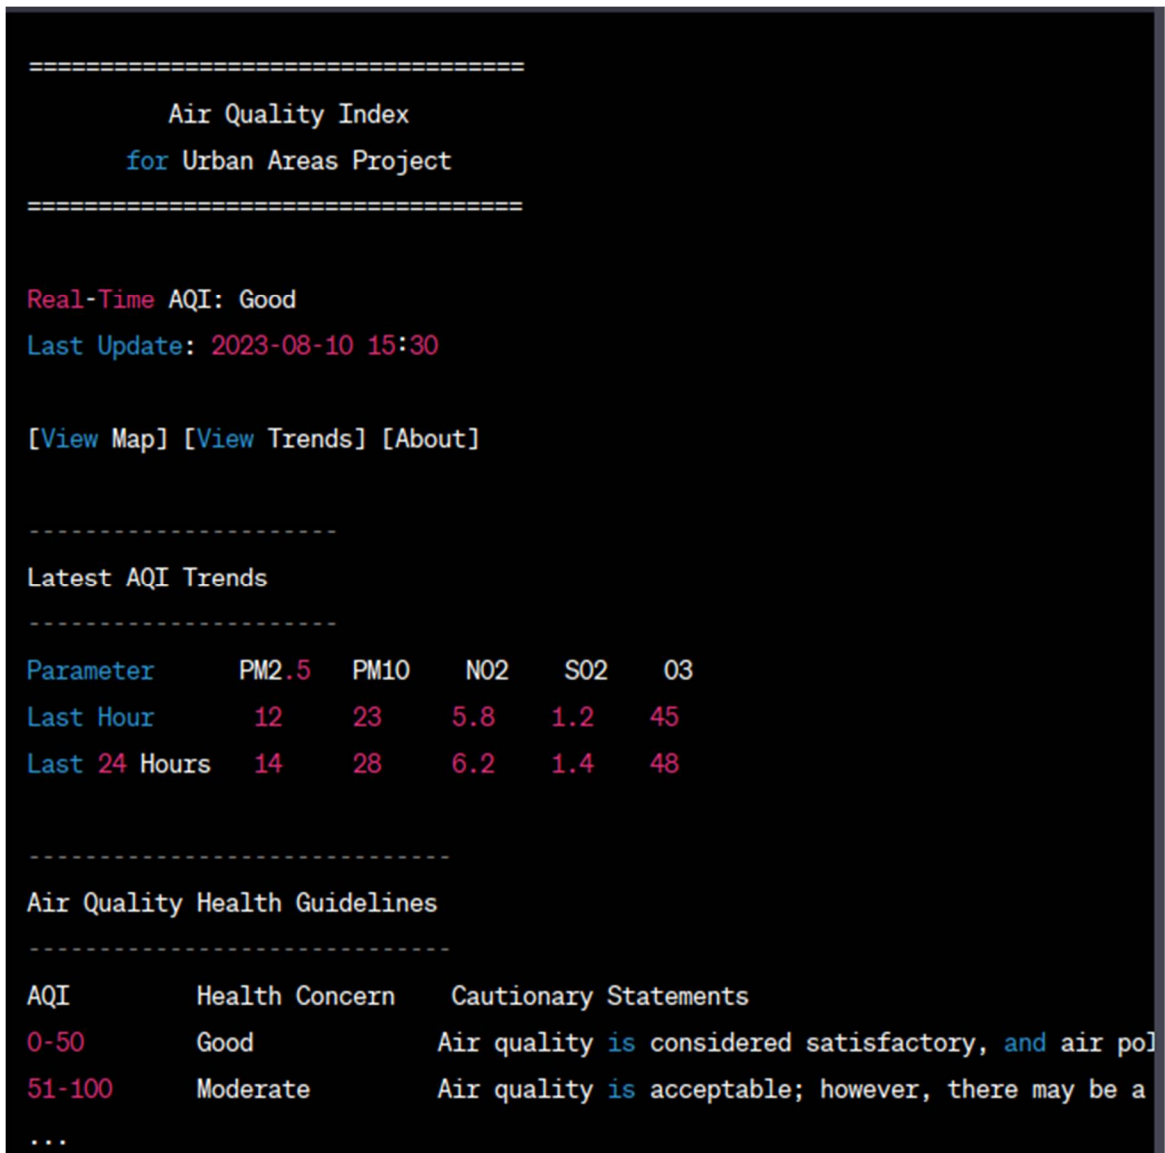 ===================================
Air Quality Index
for Urban Areas Project
===================================
Real-Time AQI: Good
Last Update: 2023-08-10 15:30
[View Map] [View Trends] [About]
----------------------
Latest AQI Trends
----------------------
Parameter PM2.5 PM10 NO2 SO2 O3
Last Hour 12 23 5.8 1.2 45
Last 24 Hours 14 28 6.2 1.4 48
------------------------------
Air Quality Health Guidelines
------------------------------
AQI Health Concern Cautionary Statements
0-50 Good Air quality is considered satisfactory, and air pol
51-100 Moderate Air quality is acceptable; however, there may be a
...